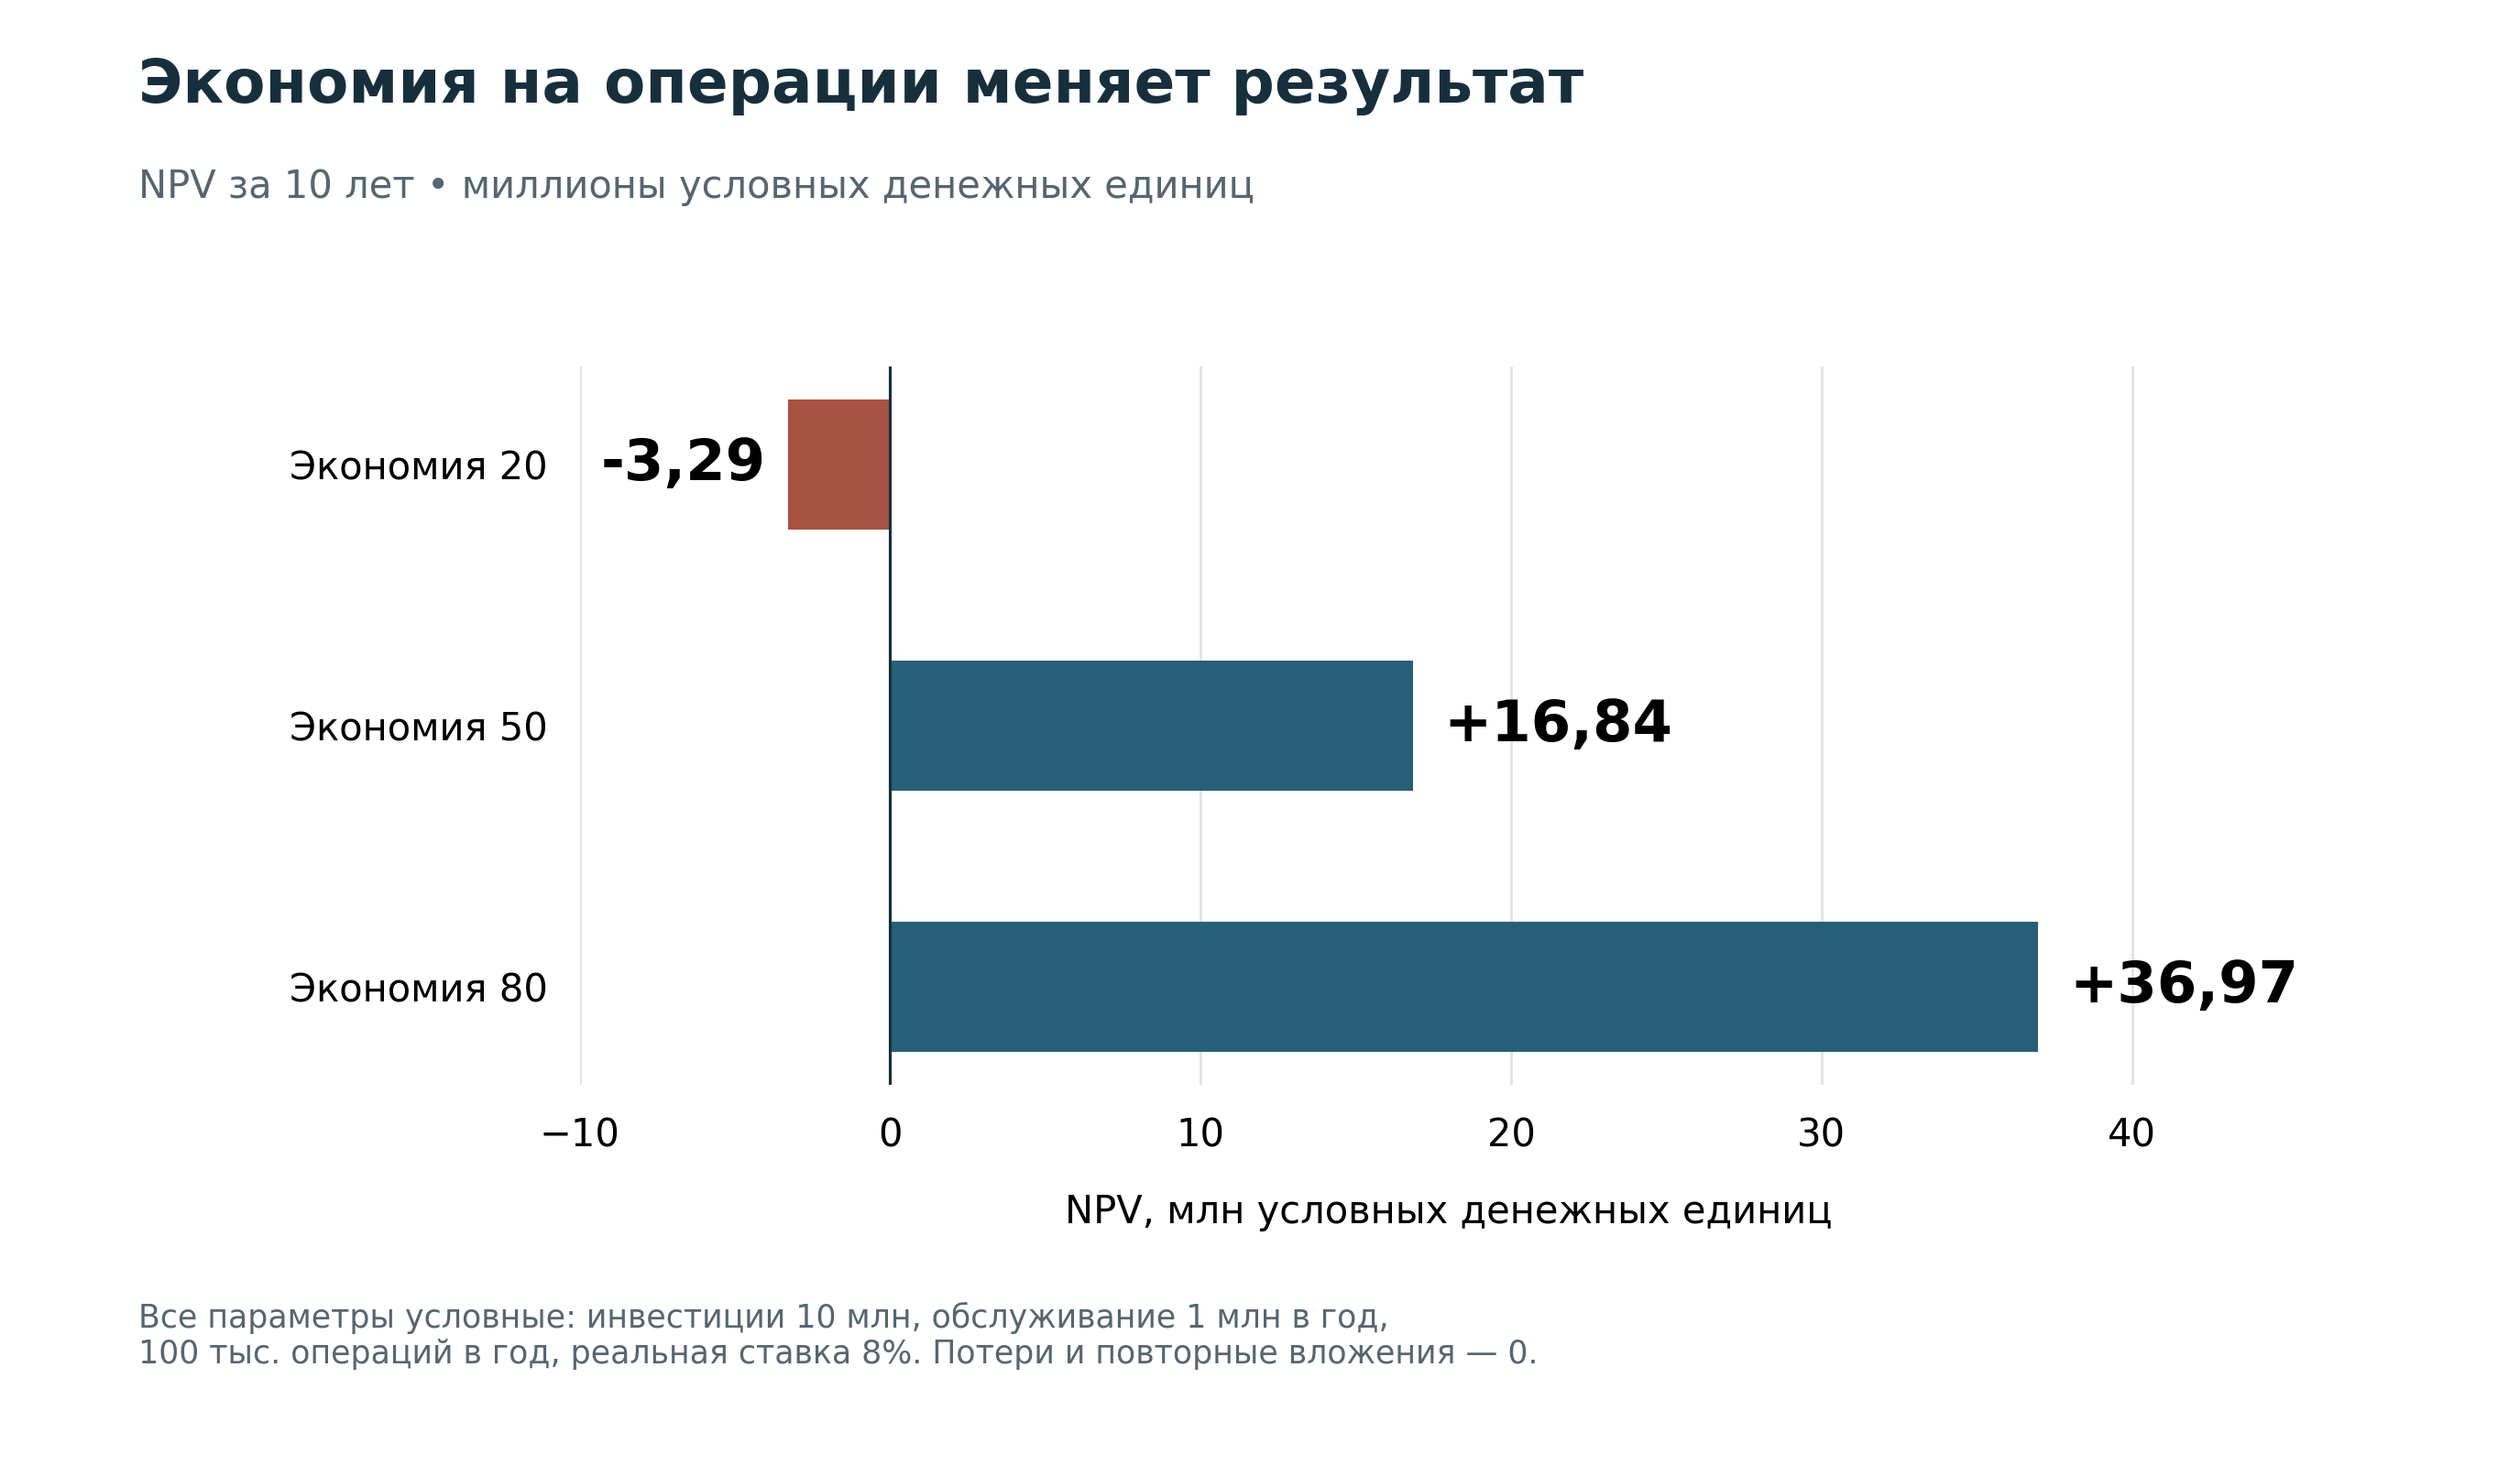 Экономия на операции меняет результат
NPV за 10 лет • миллионы условных денежных единиц
Экономия 20
-3,29
Экономия 50
+16,84
Экономия 80
+36,97
−10 0 10 20 30 40
NPV, млн условных денежных единиц
Все параметры условные: инвестиции 10 млн, обслуживание 1 млн в год,
100 тыс. операций в год, реальная ставка 8%. Потери и повторные вложения — 0.